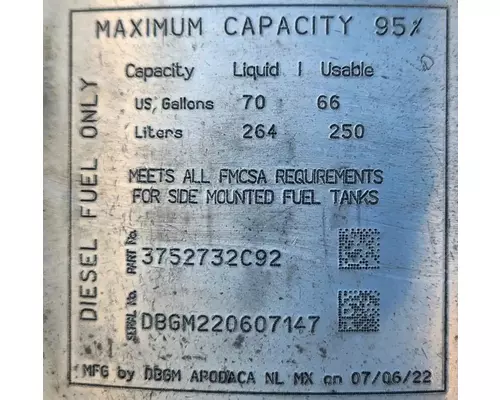 MAXIMUM CAPACITY 95%
Capacity Liquid | Usable
US, Gallons 70 66
Liters 264 250
MEETS ALL FMCSA REQUIREMENTS
FOR SIDE MOUNTED FUEL TANKS
DIESEL FUEL ONLY
PART No. 3752732C92
SERIAL No. DBGM220607147
MFG by DBGM APODACA NL MX on 07/06/22